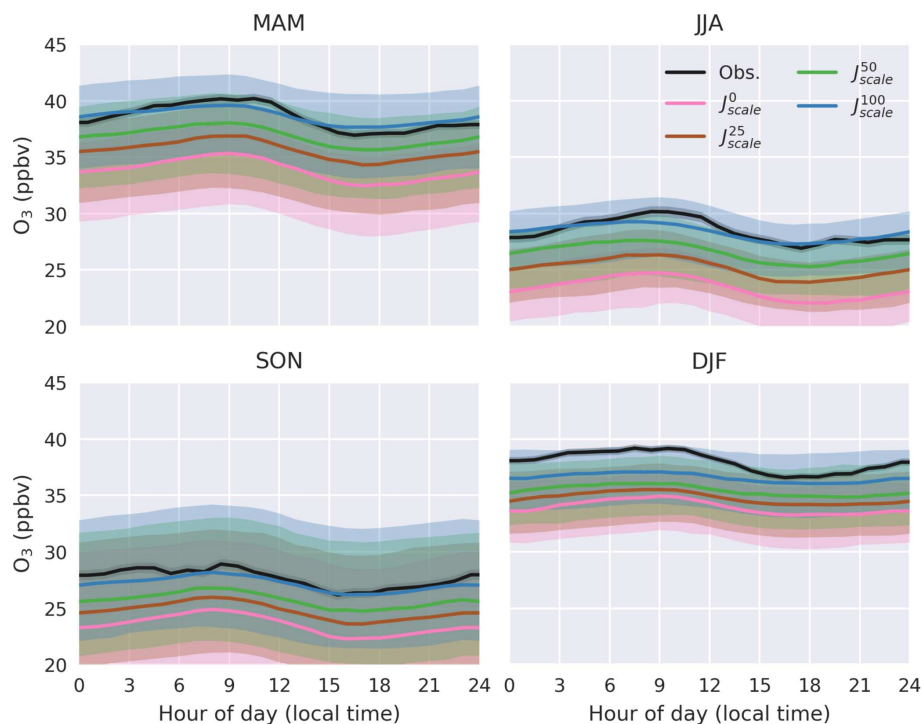 MAM
JJA
45
40
35
30
25
20
O₃ (ppbv)
Obs.
J⁰scale
J²⁵scale
J⁵⁰scale
J¹⁰⁰scale
SON
DJF
45
40
35
30
25
20
O₃ (ppbv)
0 3 6 9 12 15 18 21 24
Hour of day (local time)
0 3 6 9 12 15 18 21 24
Hour of day (local time)